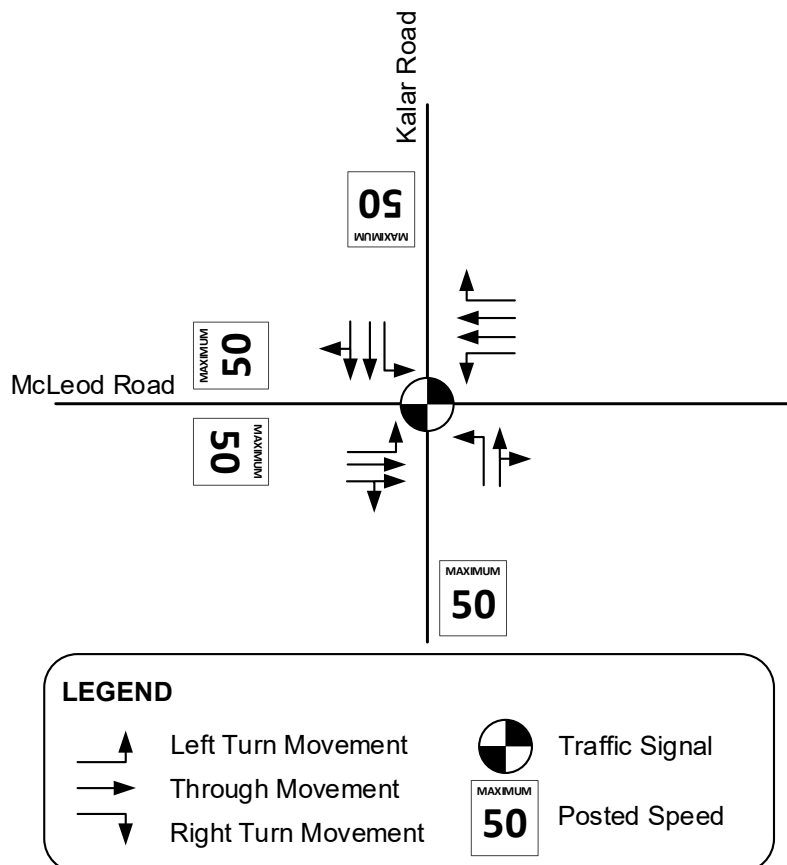 Kalar Road
MAXIMUM
50
MAXIMUM
50
McLeod Road
MAXIMUM
50
MAXIMUM
50
LEGEND
Left Turn Movement
Through Movement
Right Turn Movement
Traffic Signal
MAXIMUM
50
Posted Speed